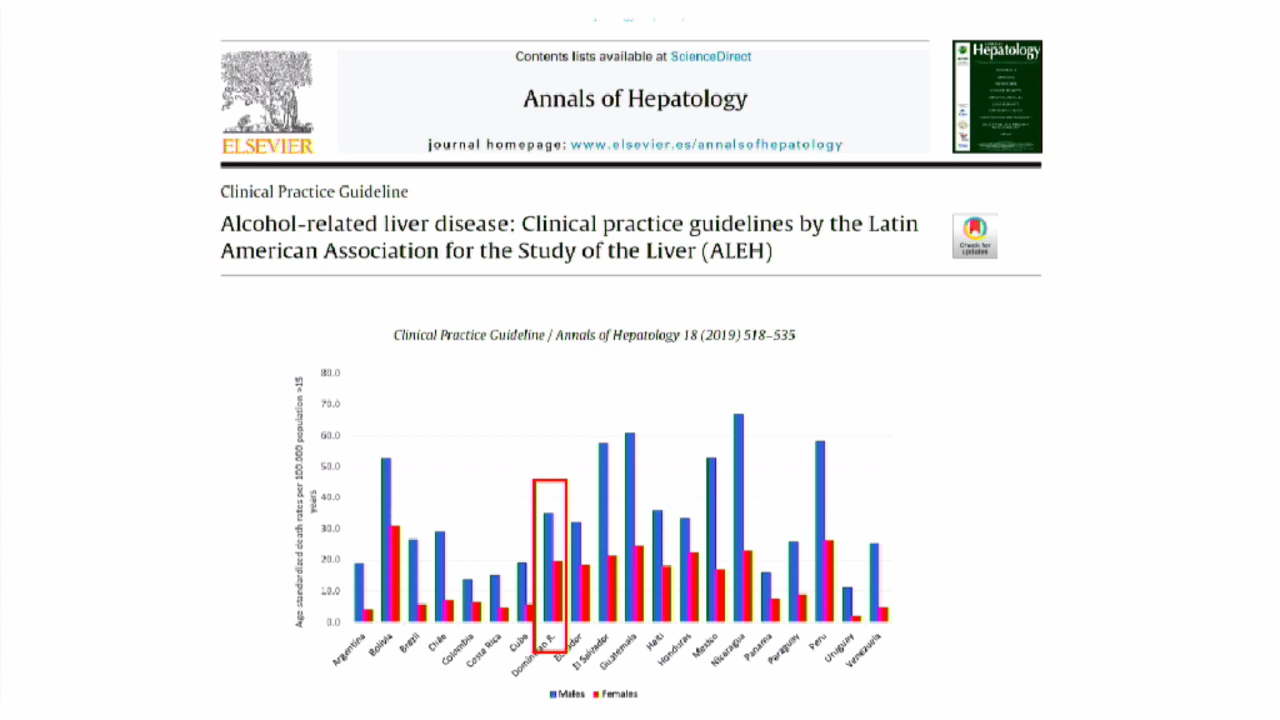 Contents lists available at ScienceDirect
Annals of Hepatology
journal homepage: www.elsevier.es/annalsofhepatology
ELSEVIER
Hepatology
Clinical Practice Guideline
Alcohol-related liver disease: Clinical practice guidelines by the Latin
American Association for the Study of the Liver (ALEH)
Check for
updates
Clinical Practice Guideline / Annals of Hepatology 18 (2019) 518–535
Age standardized death rates per 100.000 population >15
years
80.0
70.0
60.0
50.0
40.0
30.0
20.0
10.0
0.0
Argentina
Bolivia
Brazil
Chile
Colombia
Costa Rica
Cuba
Dominican R.
Ecuador
El Salvador
Guatemala
Haiti
Honduras
Mexico
Nicaragua
Panama
Paraguay
Peru
Uruguay
Venezuela
Males
Females